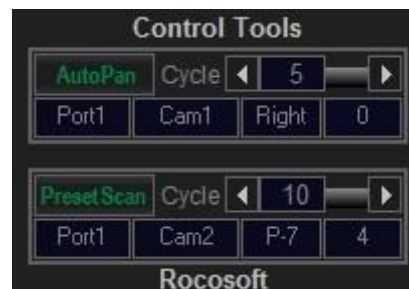 Control Tools
AutoPan Cycle 5
Port1 Cam1 Right 0
PresetScan Cycle 10
Port1 Cam2 P-7 4
Rocosoft